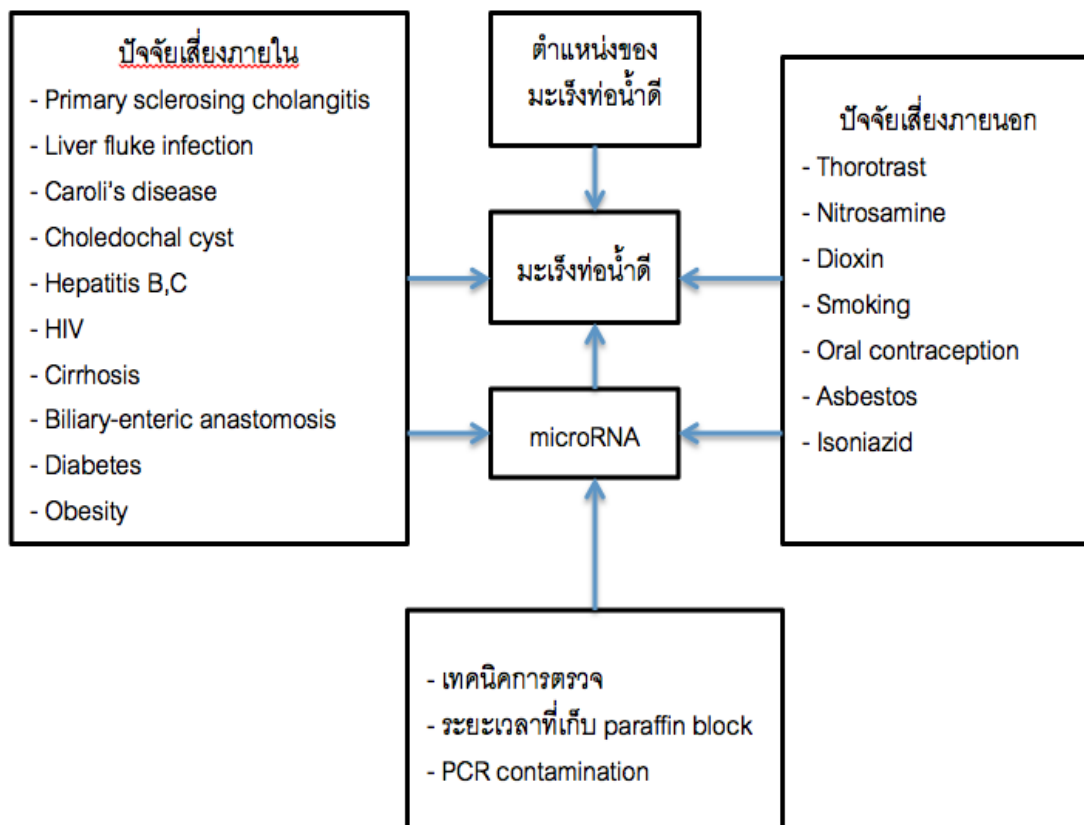 ปัจจัยเสี่ยงภายใน
- Primary sclerosing cholangitis
- Liver fluke infection
- Caroli's disease
- Choledochal cyst
- Hepatitis B,C
- HIV
- Cirrhosis
- Biliary-enteric anastomosis
- Diabetes
- Obesity
ตำแหน่งของ
มะเร็งท่อน้ำดี
มะเร็งท่อน้ำดี
microRNA
ปัจจัยเสี่ยงภายนอก
- Thorotrast
- Nitrosamine
- Dioxin
- Smoking
- Oral contraception
- Asbestos
- Isoniazid
- เทคนิคการตรวจ
- ระยะเวลาที่เก็บ paraffin block
- PCR contamination